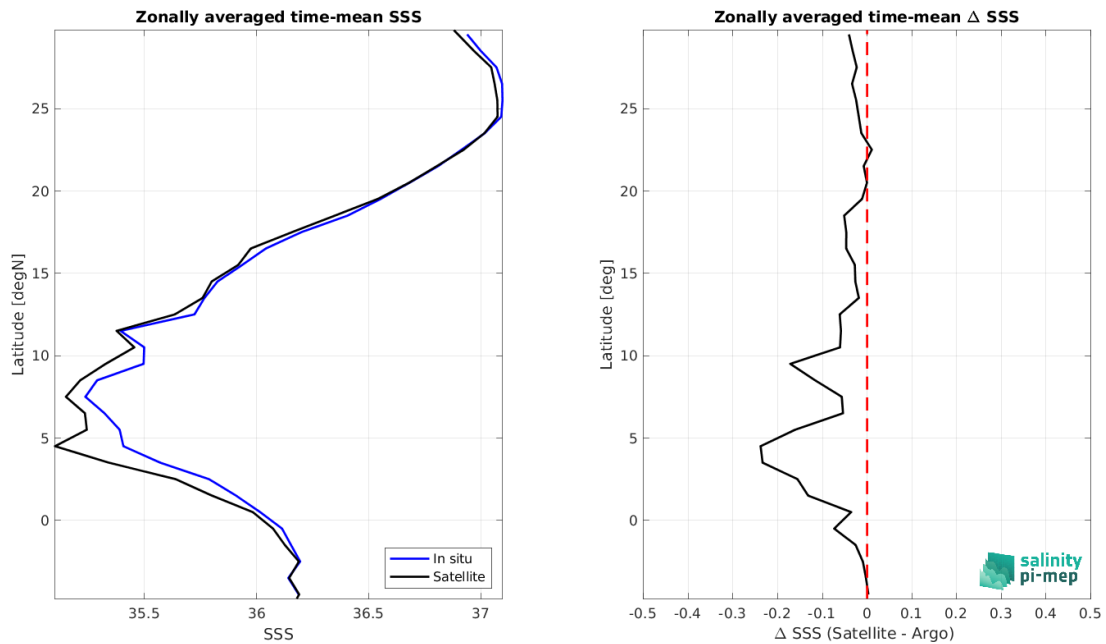 Zonally averaged time-mean SSS
Latitude [degN]
25
20
15
10
5
0
35.5
36
36.5
37
SSS
In situ
Satellite
Zonally averaged time-mean Δ SSS
Latitude [deg]
25
20
15
10
5
0
-0.5
-0.4
-0.3
-0.2
-0.1
0
0.1
0.2
0.3
0.4
0.5
Δ SSS (Satellite - Argo)
salinity
pi-mep